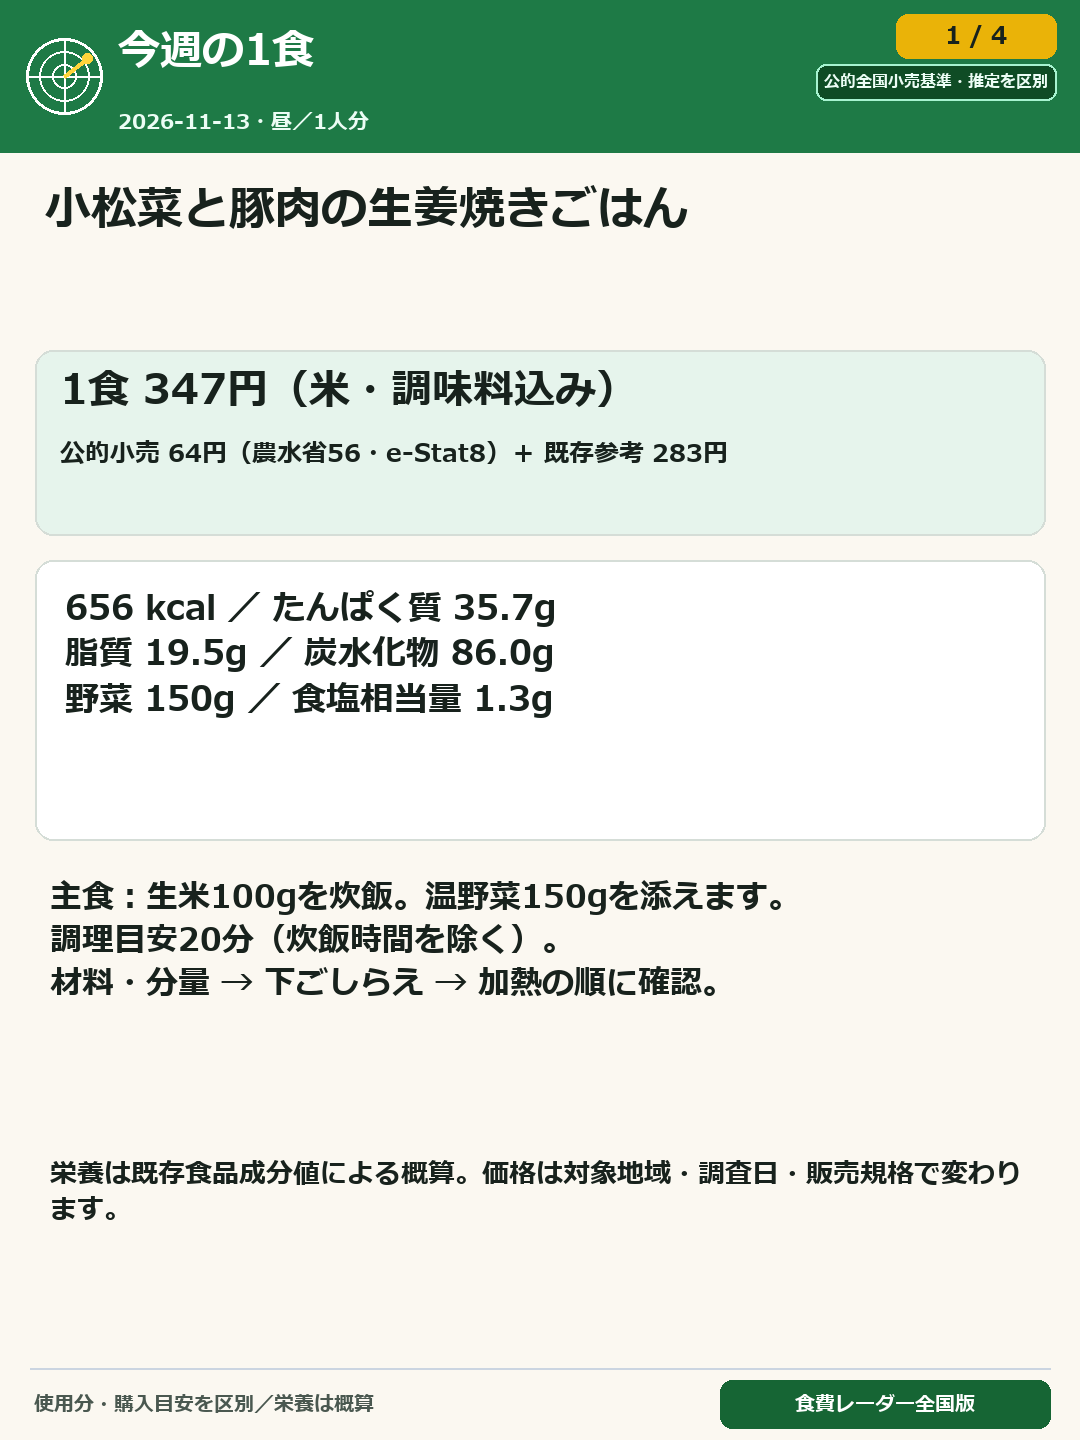 今週の1食
2026-11-13・昼／1人分
1 / 4
公的全国小売基準・推定を区別
小松菜と豚肉の生姜焼きごはん
1食 347円（米・調味料込み）
公的小売 64円（農水省56・e-Stat8）＋ 既存参考 283円
656 kcal ／ たんぱく質 35.7g
脂質 19.5g ／ 炭水化物 86.0g
野菜 150g ／ 食塩相当量 1.3g
主食：生米100gを炊飯。温野菜150gを添えます。
調理目安20分（炊飯時間を除く）。
材料・分量 → 下ごしらえ → 加熱の順に確認。
栄養は既存食品成分値による概算。価格は対象地域・調査日・販売規格で変わり
ます。
使用分・購入目安を区別／栄養は概算
食費レーダー全国版